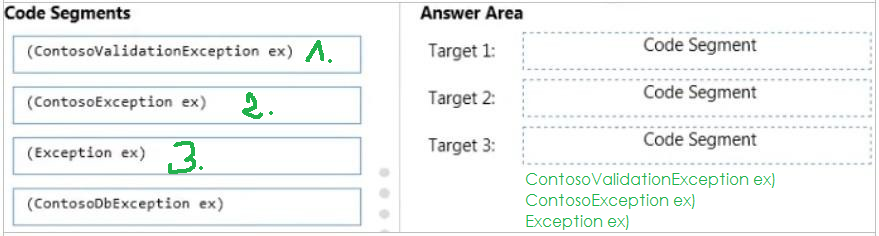 Code Segments
(ContosoValidationException ex) 1.
(ContosoException ex) 2.
(Exception ex) 3.
(ContosoDbException ex)
Answer Area
Target 1: Code Segment
Target 2: Code Segment
Target 3: Code Segment
ContosoValidationException ex)
ContosoException ex)
Exception ex)